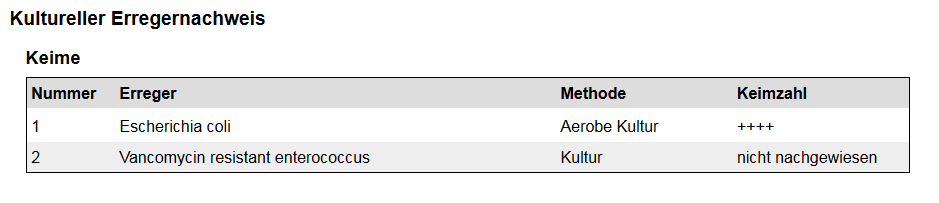 Kultureller Erregernachweis
Keime
Nummer Erreger Methode Keimzahl
1 Escherichia coli Aerobe Kultur ++++
2 Vancomycin resistant enterococcus Kultur nicht nachgewiesen